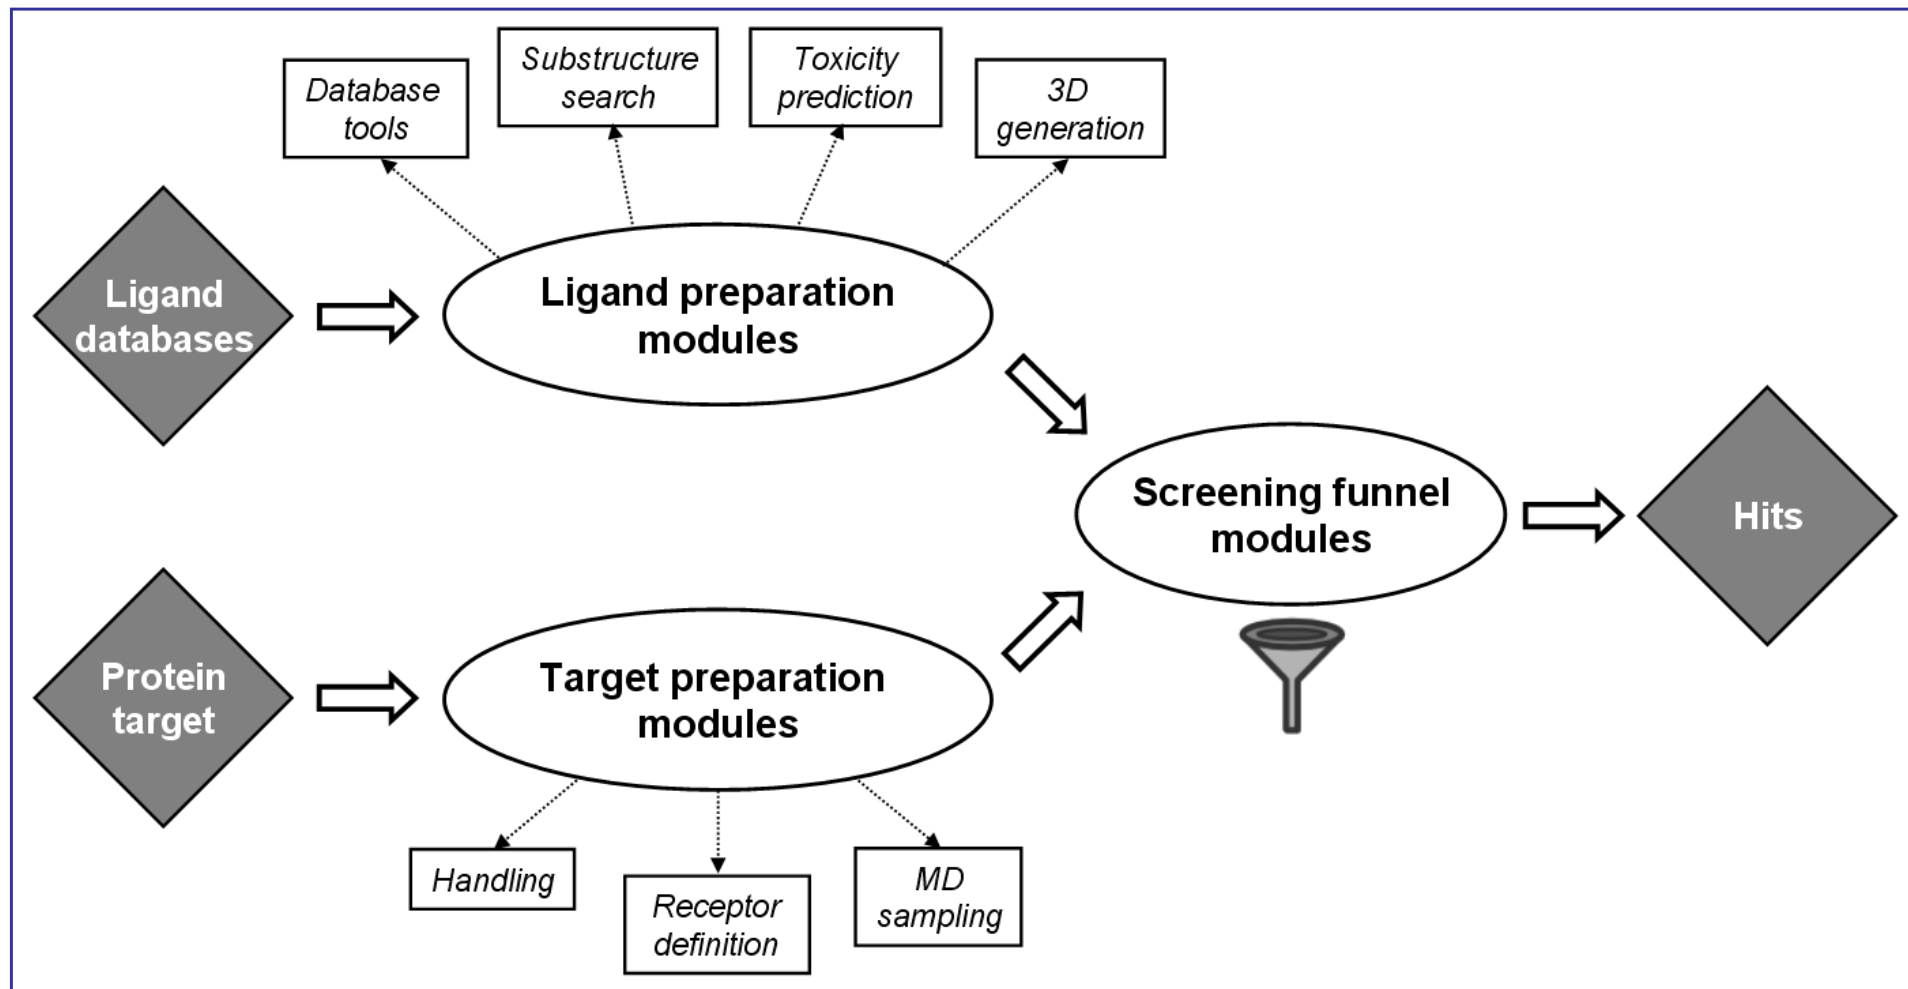 Database
tools
Substructure
search
Toxicity
prediction
3D
generation
Ligand
databases
Ligand preparation
modules
Screening funnel
modules
Hits
Protein
target
Target preparation
modules
Handling
Receptor
definition
MD
sampling